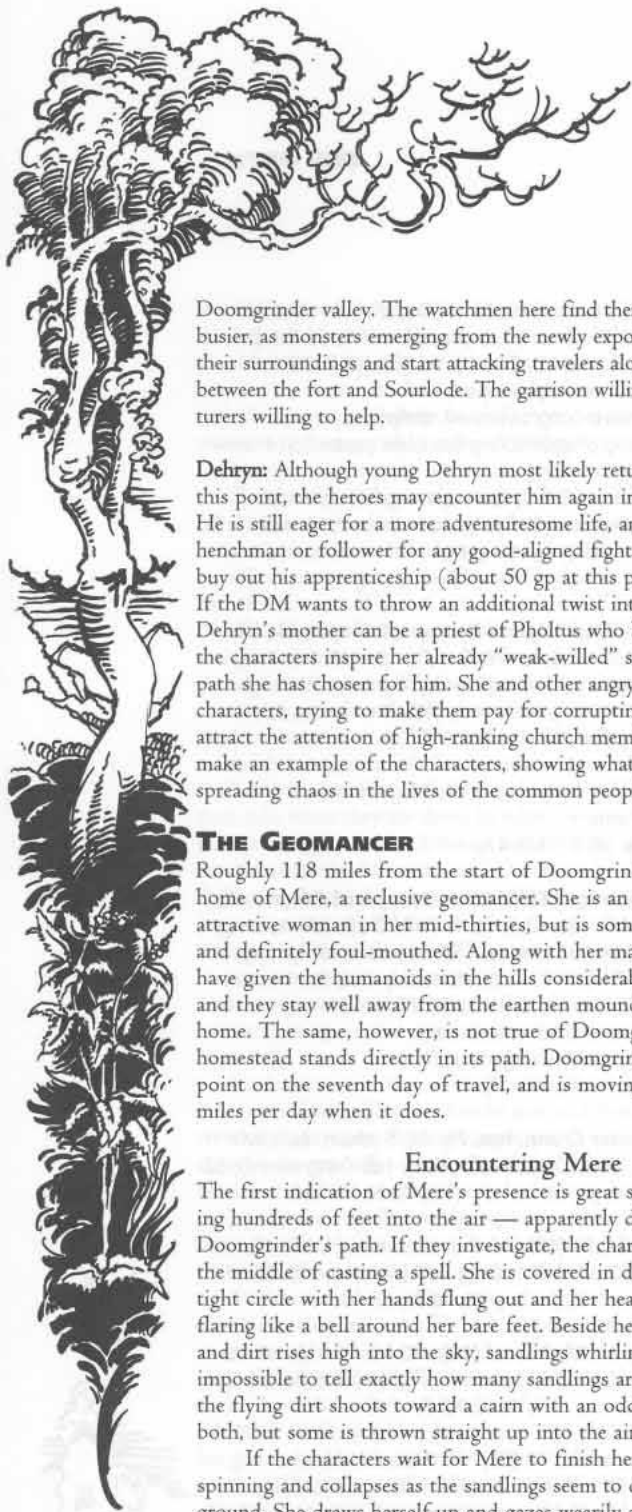 Doomgrinder valley. The watchmen here find the
busier, as monsters emerging from the newly expo
their surroundings and start attacking travelers alo
between the fort and Sourlode. The garrison willi
turers willing to help.
Dehryn: Although young Dehryn most likely retu
this point, the heroes may encounter him again in
He is still eager for a more adventuresome life, an
henchman or follower for any good-aligned fight
buy out his apprenticeship (about 50 gp at this p
If the DM wants to throw an additional twist int
Dehryn's mother can be a priest of Pholtus who
the characters inspire her already "weak-willed" s
path she has chosen for him. She and other angry
characters, trying to make them pay for corruptin
attract the attention of high-ranking church mem
make an example of the characters, showing what
spreading chaos in the lives of the common peop
THE GEOMANCER
Roughly 118 miles from the start of Doomgrin
home of Mere, a reclusive geomancer. She is an
attractive woman in her mid-thirties, but is som
and definitely foul-mouthed. Along with her ma
have given the humanoids in the hills consideral
and they stay well away from the earthen mound
home. The same, however, is not true of Doomg
homestead stands directly in its path. Doomgrin
point on the seventh day of travel, and is movin
miles per day when it does.
Encountering Mere
The first indication of Mere's presence is great s
ing hundreds of feet into the air — apparently d
Doomgrinder's path. If they investigate, the char
the middle of casting a spell. She is covered in d
tight circle with her hands flung out and her hea
flaring like a bell around her bare feet. Beside he
and dirt rises high into the sky, sandlings whirlin
impossible to tell exactly how many sandlings ar
the flying dirt shoots toward a cairn with an odd
both, but some is thrown straight up into the air
If the characters wait for Mere to finish he
spinning and collapses as the sandlings seem to